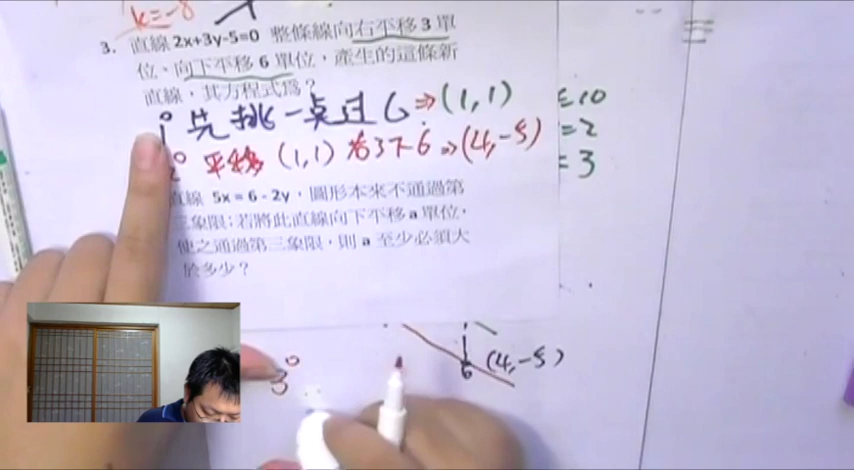 k=-8
3. 直線 2x+3y-5=0 整條線向右平移 3 單
位、向下平移 6 單位，產生的這條新
直線，其方程式為？
1° 先挑一点过 L⇒(1,1)
2° 平移 (1,1) 右3下6⇒(4,-5)
=2
=3
直線 5x = 6 - 2y，圖形本來不通過第
三象限；若將此直線向下平移 a 單位，
使之通過第三象限，則 a 至少必須大
於多少？
3°
6 (4,-5)